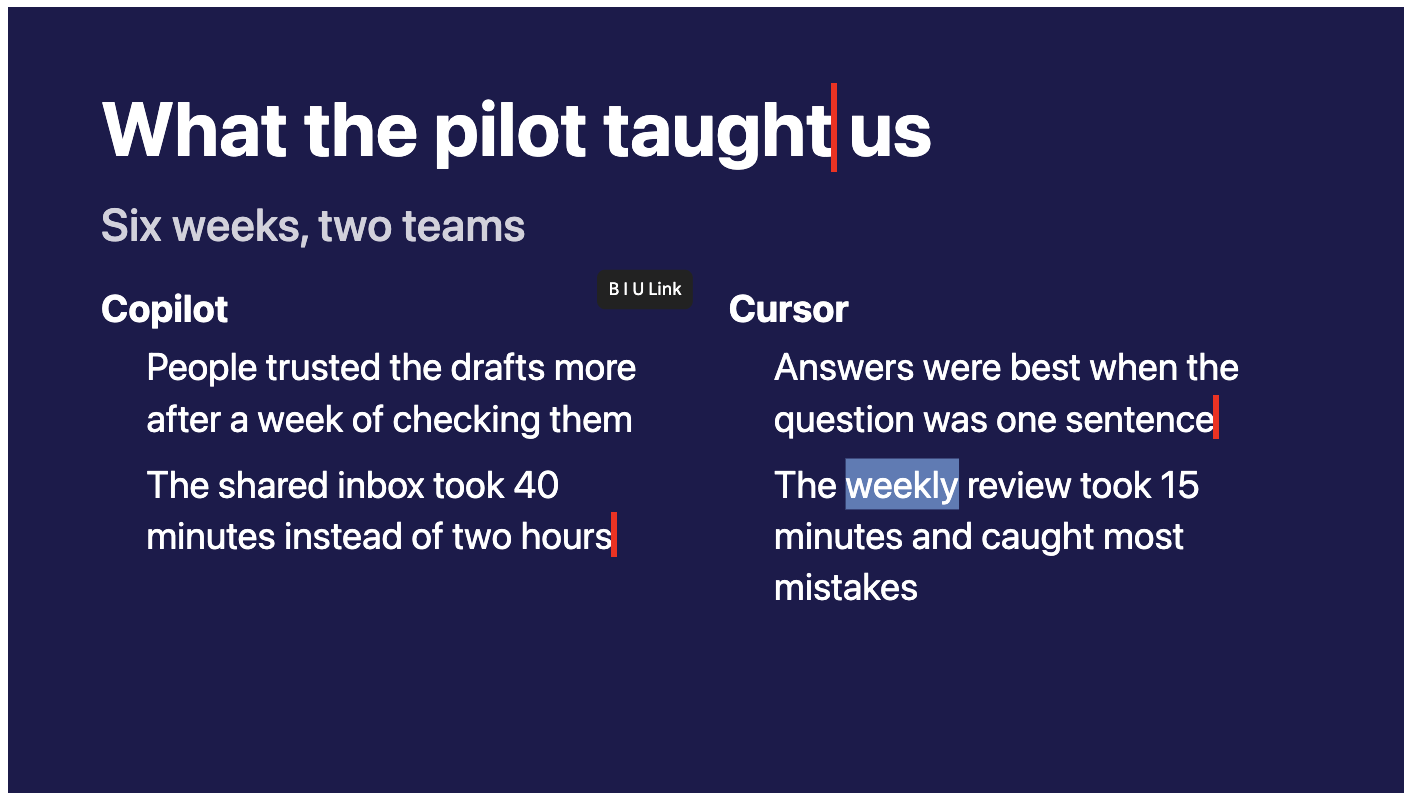 What the pilot taught us
Six weeks, two teams
Copilot
People trusted the drafts more
after a week of checking them
The shared inbox took 40
minutes instead of two hours
B I U Link
Cursor
Answers were best when the
question was one sentence
The weekly review took 15
minutes and caught most
mistakes